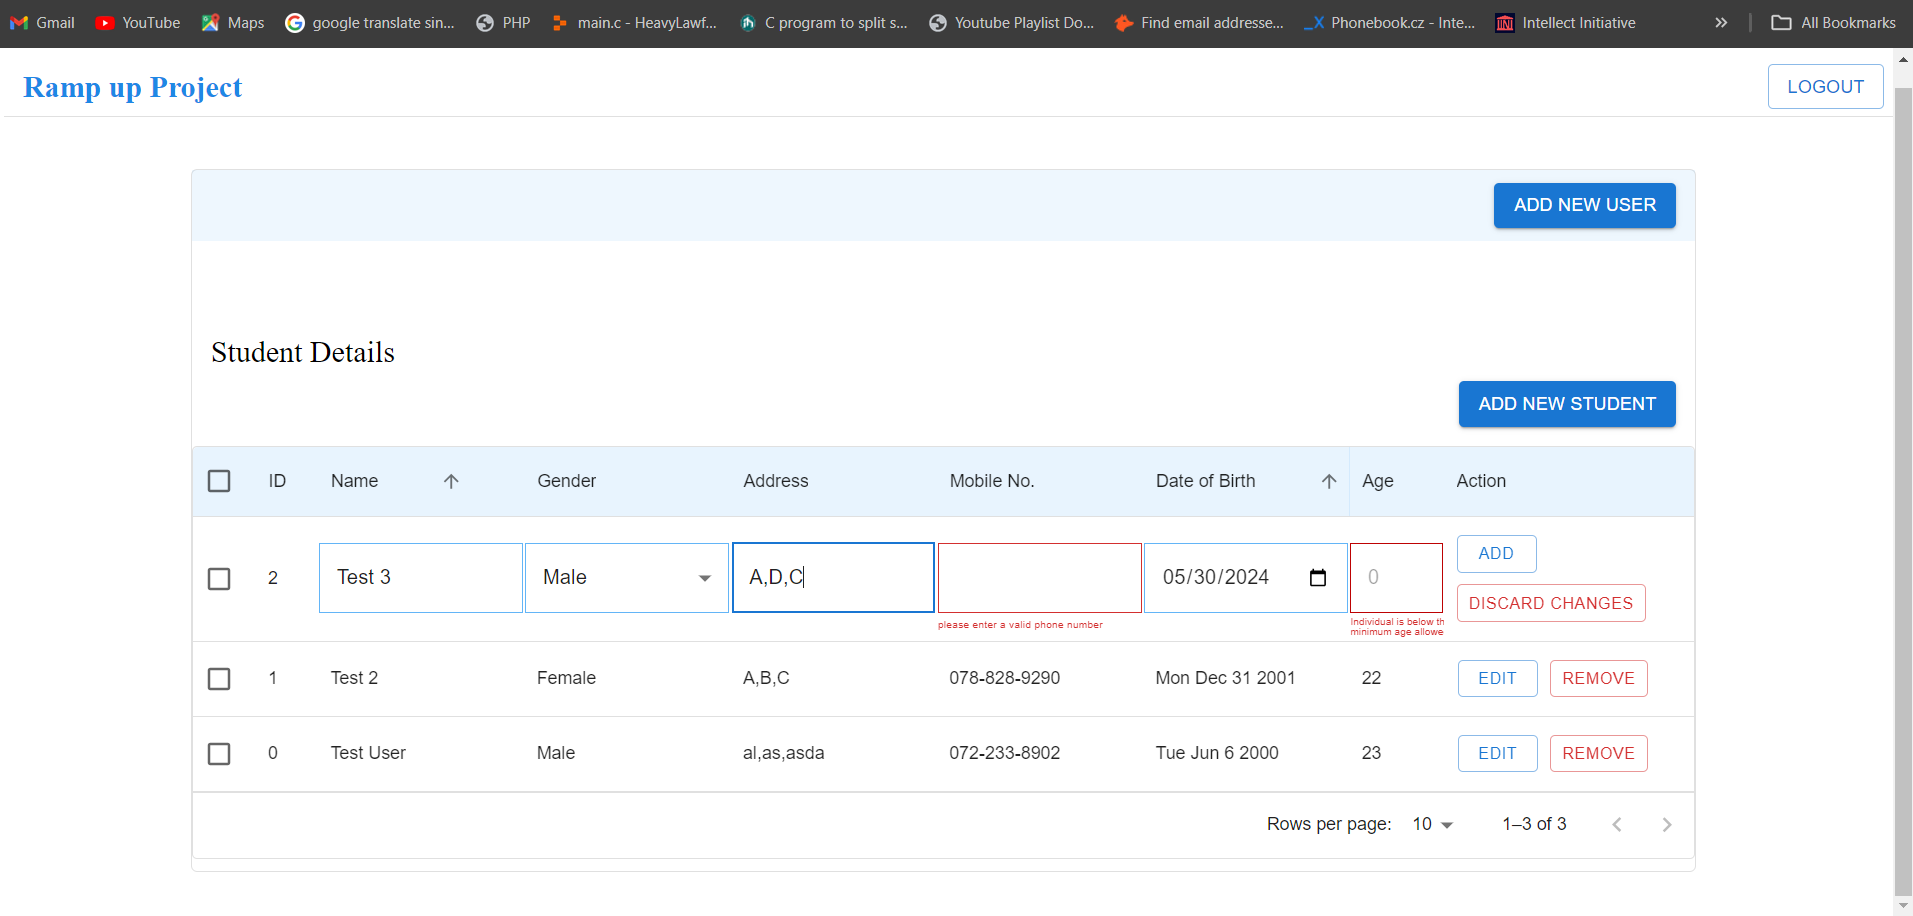 Gmail YouTube Maps google translate sin... PHP main.c - HeavyLawf... C program to split s... Youtube Playlist Do... Find email addresse... _X Phonebook.cz - Inte... Intellect Initiative » All Bookmarks
Ramp up Project LOGOUT
ADD NEW USER
Student Details
ADD NEW STUDENT
ID Name Gender Address Mobile No. Date of Birth Age Action
2 Test 3 Male A,D,C 05/30/2024 0 ADD
DISCARD CHANGES
please enter a valid phone number Individual is below th
minimum age allowe
1 Test 2 Female A,B,C 078-828-9290 Mon Dec 31 2001 22 EDIT REMOVE
0 Test User Male al,as,asda 072-233-8902 Tue Jun 6 2000 23 EDIT REMOVE
Rows per page: 10 1–3 of 3